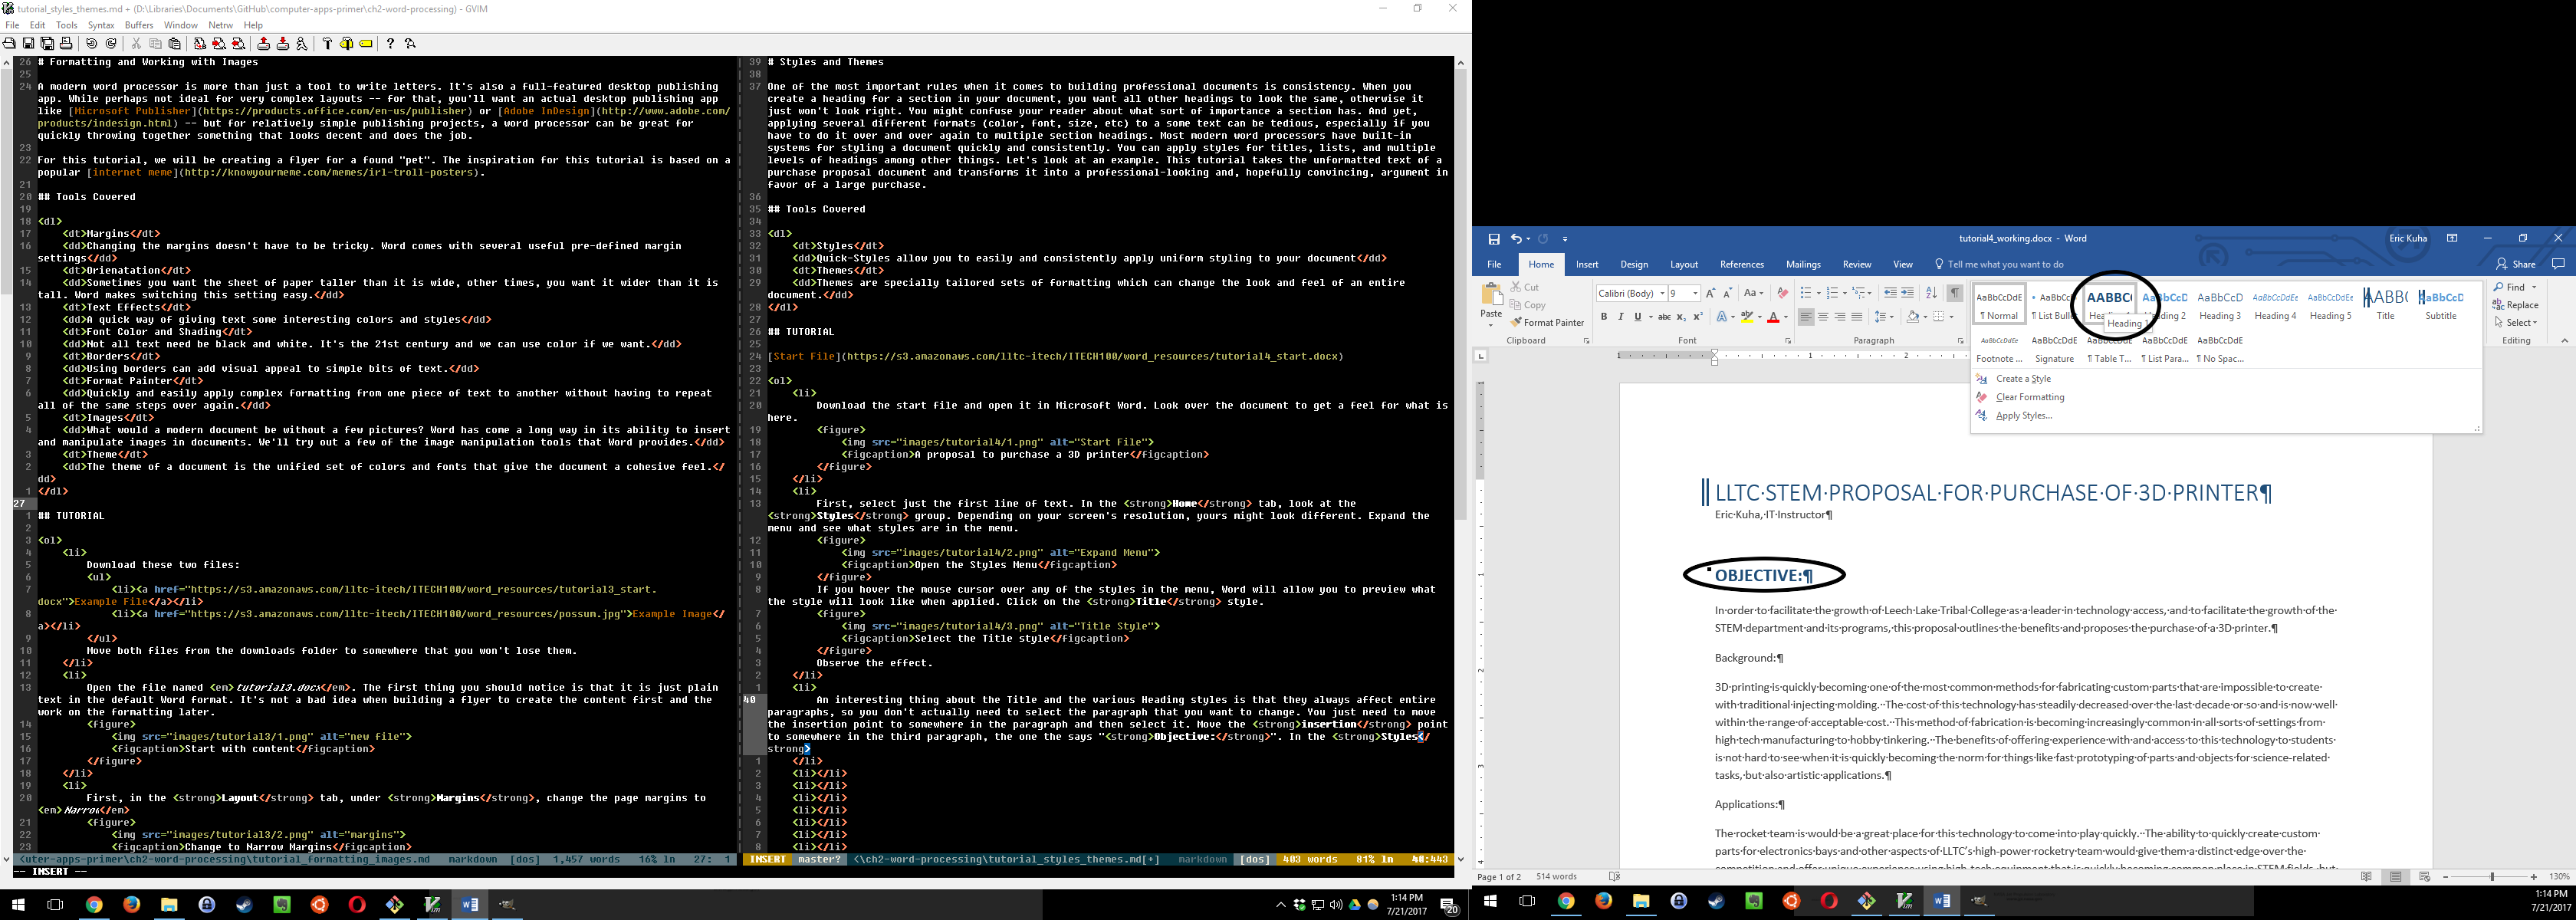 tutorial_styles_themes.md + (D:\Libraries\Documents\GitHub\computer-apps-primer\ch2-word-processing) - GVIM
File Edit Tools Syntax Buffers Window Netrw Help
26 # Formatting and Working with Images
25
24 A modern word processor is more than just a tool to write letters. It's also a full-featured desktop publishing
app. While perhaps not ideal for very complex layouts -- for that, you'll want an actual desktop publishing app
like [Microsoft Publisher](https://products.office.com/en-us/publisher) or [Adobe InDesign](http://www.adobe.com/
products/indesign.html) -- but for relatively simple publishing projects, a word processor can be great for
quickly throwing together something that looks decent and does the job.
23
22 For this tutorial, we will be creating a flyer for a found "pet". The inspiration for this tutorial is based on a
popular [internet meme](http://knowyourmeme.com/memes/irl-troll-posters).
21
20 ## Tools Covered
19
18 <dl>
17 <dt>Margins</dt>
16 <dd>Changing the margins doesn't have to be tricky. Word comes with several useful pre-defined margin
settings</dd>
15 <dt>Orienatation</dt>
14 <dd>Sometimes you want the sheet of paper taller than it is wide, other times, you want it wider than it is
tall. Word makes switching this setting easy.</dd>
13 <dt>Text Effects</dt>
12 <dd>A quick way of giving text some interesting colors and styles</dd>
11 <dt>Font Color and Shading</dt>
10 <dd>Not all text need be black and white. It's the 21st century and we can use color if we want.</dd>
9 <dt>Borders</dt>
8 <dd>Using borders can add visual appeal to simple bits of text.</dd>
7 <dt>Format Painter</dt>
6 <dd>Quickly and easily apply complex formatting from one piece of text to another without having to repeat
all of the same steps over again.</dd>
5 <dt>Images</dt>
4 <dd>What would a modern document be without a few pictures? Word has come a long way in its ability to insert
and manipulate images in documents. We'll try out a few of the image manipulation tools that Word provides.</dd>
3 <dt>Theme</dt>
2 <dd>The theme of a document is the unified set of colors and fonts that give the document a cohesive feel.</
dd>
1 </dl>
27
1 ## TUTORIAL
2
3 <ol>
4 <li>
5 Download these two files:
6 <ul>
7 <li><a href="https://s3.amazonaws.com/lltc-itech/ITECH100/word_resources/tutorial3_start.
docx">Example File</a></li>
8 <li><a href="https://s3.amazonaws.com/lltc-itech/ITECH100/word_resources/possum.jpg">Example Image</
a></li>
9 </ul>
10 Move both files from the downloads folder to somewhere that you won't lose them.
11 </li>
12 <li>
13 Open the file named <em>tutorial3.docx</em>. The first thing you should notice is that it is just plain
text in the default Word format. It's not a bad idea when building a flyer to create the content first and the
work on the formatting later.
14 <figure>
15 <img src="images/tutorial3/1.png" alt="new file">
16 <figcaption>Start with content</figcaption>
17 </figure>
18 </li>
19 <li>
20 First, in the <strong>Layout</strong> tab, under <strong>Margins</strong>, change the page margins to
<em>Narrow</em>
21 <figure>
22 <img src="images/tutorial3/2.png" alt="margins">
23 <figcaption>Change to Narrow Margins</figcaption>
<uter-apps-primer\ch2-word-processing\tutorial_formatting_images.md markdown [dos] 1,457 words 16% ln 27: 1
-- INSERT --
39 # Styles and Themes
38
37 One of the most important rules when it comes to building professional documents is consistency. When you
create a heading for a section in your document, you want all other headings to look the same, otherwise it
just won't look right. You might confuse your reader about what sort of importance a section has. And yet,
applying several different formats (color, font, size, etc) to a some text can be tedious, especially if you
have to do it over and over again to multiple section headings. Most modern word processors have built-in
systems for styling a document quickly and consistently. You can apply styles for titles, lists, and multiple
levels of headings among other things. Let's look at an example. This tutorial takes the unformatted text of a
purchase proposal document and transforms it into a professional-looking and, hopefully convincing, argument in
favor of a large purchase.
36
35 ## Tools Covered
34
33 <dl>
32 <dt>Styles</dt>
31 <dd>Quick-Styles allow you to easily and consistently apply uniform styling to your document</dd>
30 <dt>Themes</dt>
29 <dd>Themes are specially tailored sets of formatting which can change the look and feel of an entire
document.</dd>
28 </dl>
27
26 ## TUTORIAL
25
24 [Start File](https://s3.amazonaws.com/lltc-itech/ITECH100/word_resources/tutorial4_start.docx)
23
22 <ol>
21 <li>
20 Download the start file and open it in Microsoft Word. Look over the document to get a feel for what is
here.
19 <figure>
18 <img src="images/tutorial4/1.png" alt="Start File">
17 <figcaption>A proposal to purchase a 3D printer</figcaption>
16 </figure>
15 </li>
14 <li>
13 First, select just the first line of text. In the <strong>Home</strong> tab, look at the
<strong>Styles</strong> group. Depending on your screen's resolution, yours might look different. Expand the
menu and see what styles are in the menu.
12 <figure>
11 <img src="images/tutorial4/2.png" alt="Expand Menu">
10 <figcaption>Open the Styles Menu</figcaption>
9 </figure>
8 If you hover the mouse cursor over any of the styles in the menu, Word will allow you to preview what
the style will look like when applied. Click on the <strong>Title</strong> style.
7 <figure>
6 <img src="images/tutorial4/3.png" alt="Title Style">
5 <figcaption>Select the Title style</figcaption>
4 </figure>
3 Observe the effect.
2 </li>
1 <li>
40 An interesting thing about the Title and the various Heading styles is that they always affect entire
paragraphs, so you don't actually need to select the paragraph that you want to change. You just need to move
the insertion point to somewhere in the paragraph and then select it. Move the <strong>insertion</strong> point
to somewhere in the third paragraph, the one the says "<strong>Objective:</strong>". In the <strong>Styles</
strong>
1 </li>
2 <li></li>
3 <li></li>
4 <li></li>
5 <li></li>
6 <li></li>
7 <li></li>
8 <li></li>
INSERT master? <\ch2-word-processing\tutorial_styles_themes.md[+] markdown [dos] 403 words 81% ln 40:443
1:14 PM
7/21/2017
20
tutorial4_working.docx - Word
Eric Kuha
File Home Insert Design Layout References Mailings Review View Tell me what you want to do Share
Paste Cut
Copy
Format Painter
Clipboard
Calibri (Body) 9
Font
Paragraph
AaBbCcDdE AaBbCc AABBC AaBbCcD AaBbCcD AaBbCcDdEe AaBbCcDdEe AABBC AaBbCcD
¶ Normal ¶ List Bulle Heading 2 Heading 3 Heading 4 Heading 5 Title Subtitle
Heading 1
AaBbCcDdEe AaBbCcDdE AaBbCcDdE AaBbCcDdE AaBbCcDdE
Footnote ... Signature ¶ Table T... ¶ List Para... ¶ No Spac...
Create a Style
Clear Formatting
Apply Styles...
Find
Replace
Select
Editing
LLTC·STEM·PROPOSAL·FOR·PURCHASE·OF·3D·PRINTER¶
Eric·Kuha,·IT·Instructor¶
OBJECTIVE:¶
In·order·to·facilitate·the·growth·of·Leech·Lake·Tribal·College·as·a·leader·in·technology·access,·and·to·facilitate·the·growth·of·the·
STEM·department·and·its·programs,·this·proposal·outlines·the·benefits·and·proposes·the·purchase·of·a·3D·printer.¶
Background:¶
3D·printing·is·quickly·becoming·one·of·the·most·common·methods·for·fabricating·custom·parts·that·are·impossible·to·create·
with·traditional·injecting·molding.··The·cost·of·this·technology·has·steadily·decreased·over·the·last·decade·or·so·and·is·now·well·
within·the·range·of·acceptable·cost.··This·method·of·fabrication·is·becoming·increasingly·common·in·all·sorts·of·settings·from·
high·tech·manufacturing·to·hobby·tinkering.··The·benefits·of·offering·experience·with·and·access·to·this·technology·to·students·
is·not·hard·to·see·when·it·is·quickly·becoming·the·norm·for·things·like·fast·prototyping·of·parts·and·objects·for·science-related·
tasks,·but·also·artistic·applications.¶
Applications:¶
The·rocket·team·is·would·be·a·great·place·for·this·technology·to·come·into·play·quickly.··The·ability·to·quickly·create·custom·
parts·for·electronics·bays·and·other·aspects·of·LLTC's·high-power·rocketry·team·would·give·them·a·distinct·edge·over·the·
Page 1 of 2 514 words 130%
1:14 PM
7/21/2017